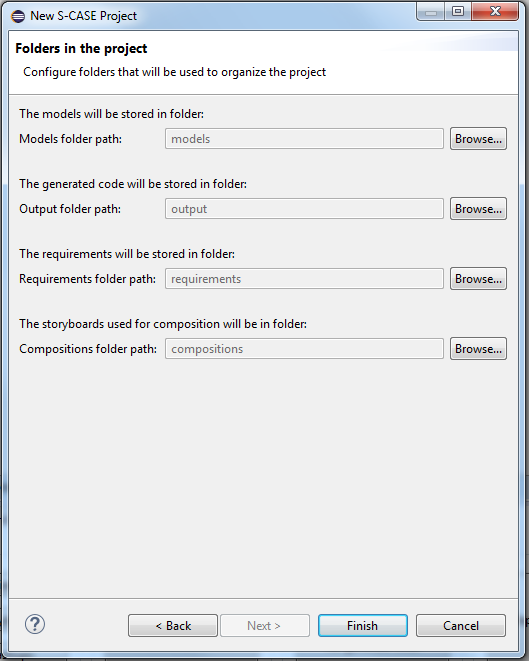 New S-CASE Project
Folders in the project
Configure folders that will be used to organize the project
The models will be stored in folder:
Models folder path: models Browse...
The generated code will be stored in folder:
Output folder path: output Browse...
The requirements will be stored in folder:
Requirements folder path: requirements Browse...
The storyboards used for composition will be in folder:
Compositions folder path: compositions Browse...
? < Back Next > Finish Cancel